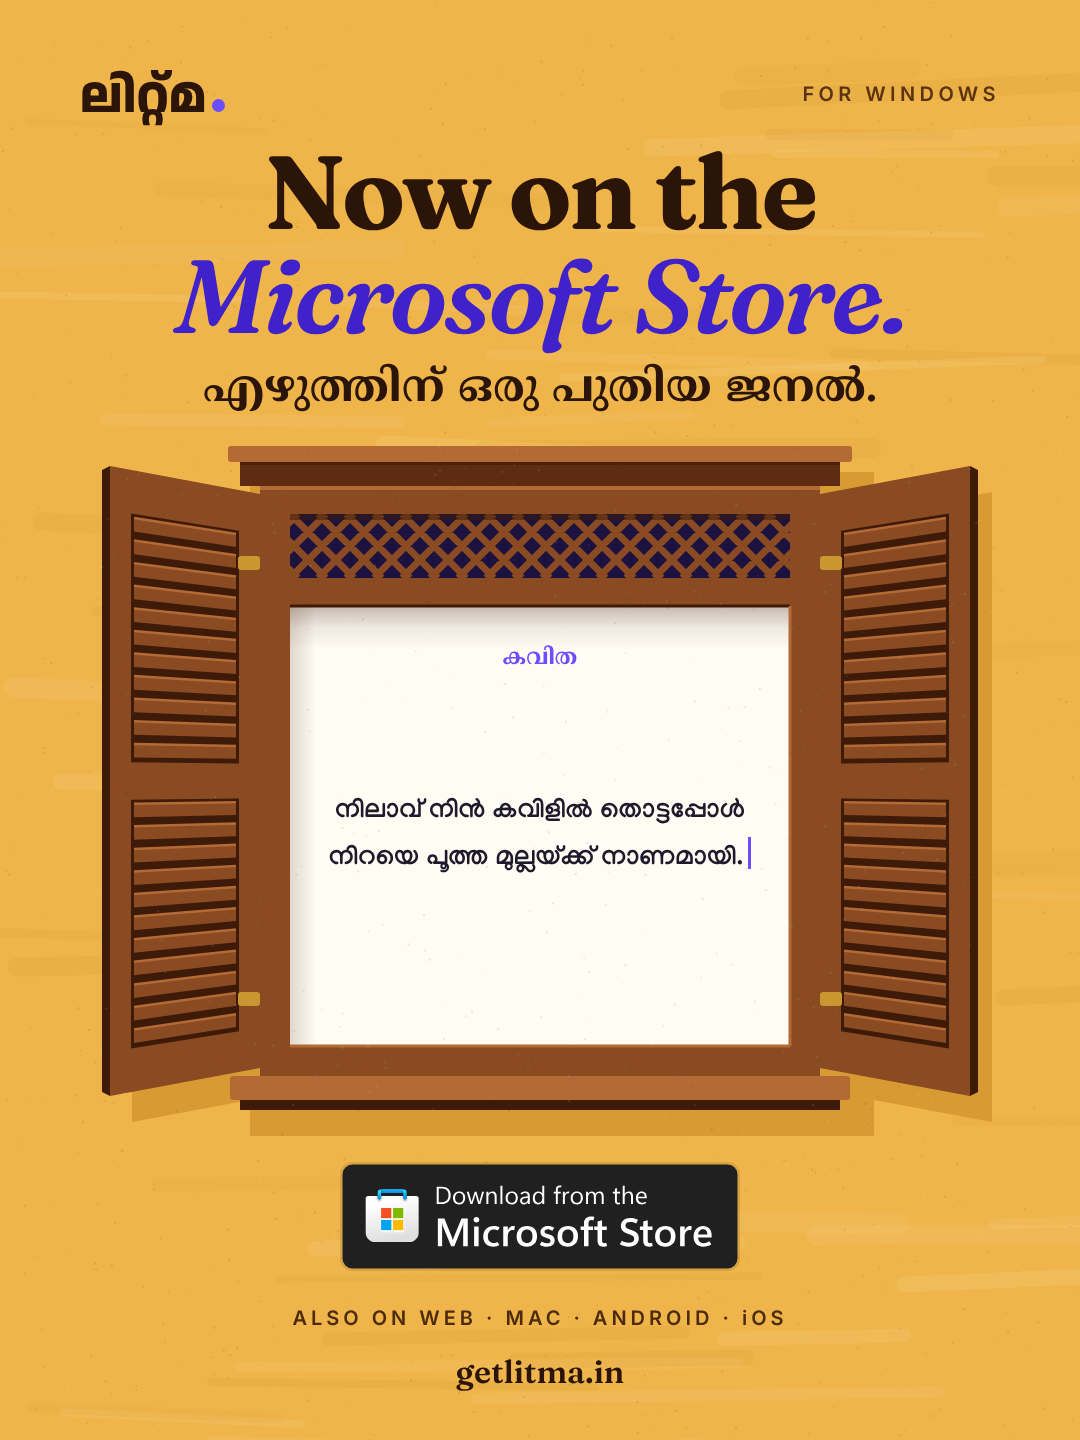 ലിറ്റ്മ.
FOR WINDOWS
Now on the
Microsoft Store.
എഴുത്തിന് ഒരു പുതിയ ജനൽ.
കവിത
നിലാവ് നിൻ കവിളിൽ തൊട്ടപ്പോൾ
നിറയെ പൂത്ത മുല്ലയ്ക്ക് നാണമായി.
Download from the
Microsoft Store
ALSO ON WEB · MAC · ANDROID · iOS
getlitma.in